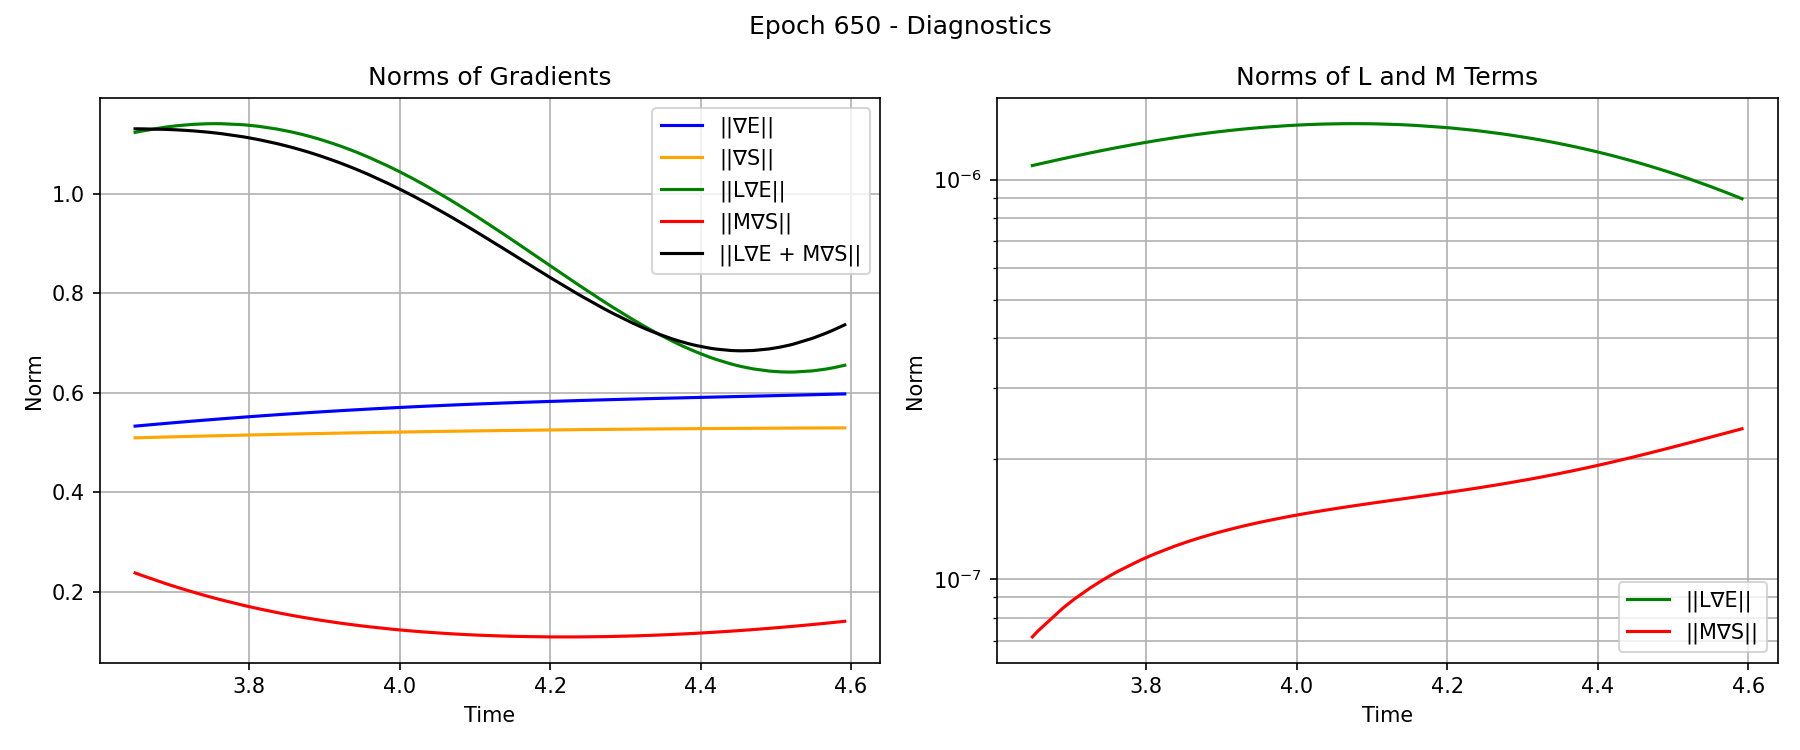 Epoch 650 - Diagnostics
Norms of Gradients
Norm
1.0
0.8
0.6
0.4
0.2
3.8
4.0
4.2
4.4
4.6
Time
||∇E||
||∇S||
||L∇E||
||M∇S||
||L∇E + M∇S||
Norms of L and M Terms
Norm
10⁻⁶
10⁻⁷
3.8
4.0
4.2
4.4
4.6
Time
||L∇E||
||M∇S||